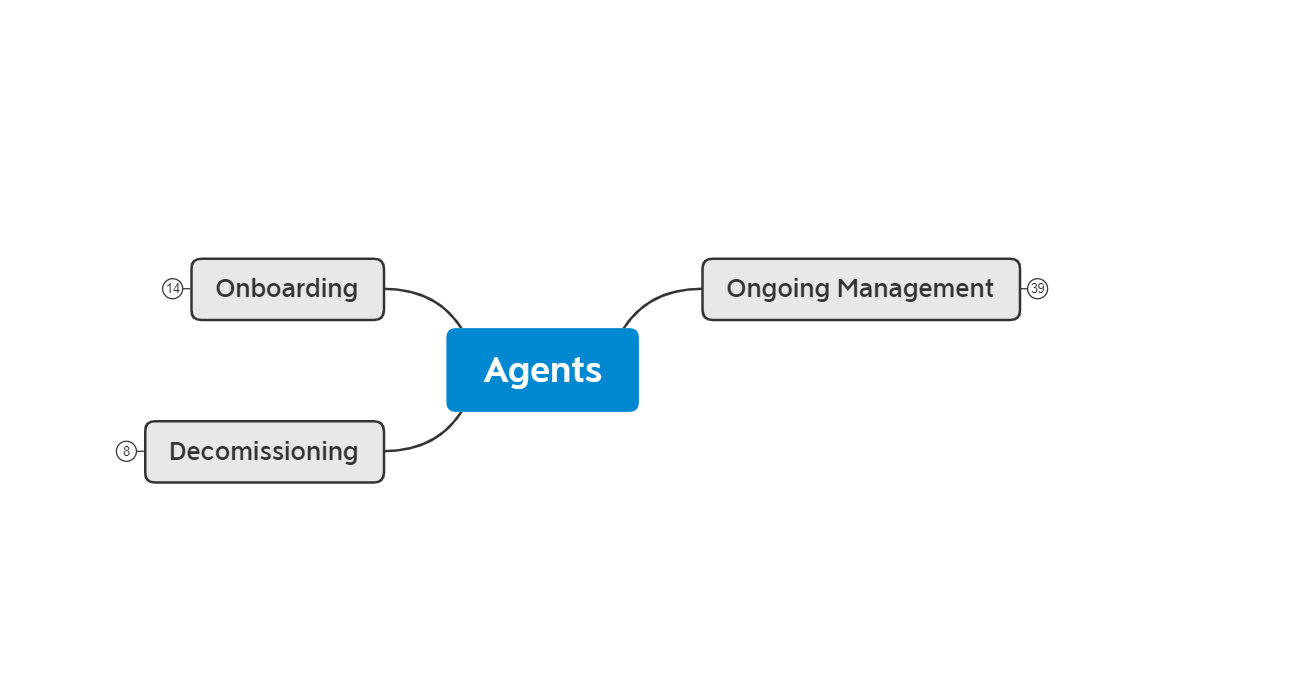 14
Onboarding
Ongoing Management
39
Agents
8
Decomissioning